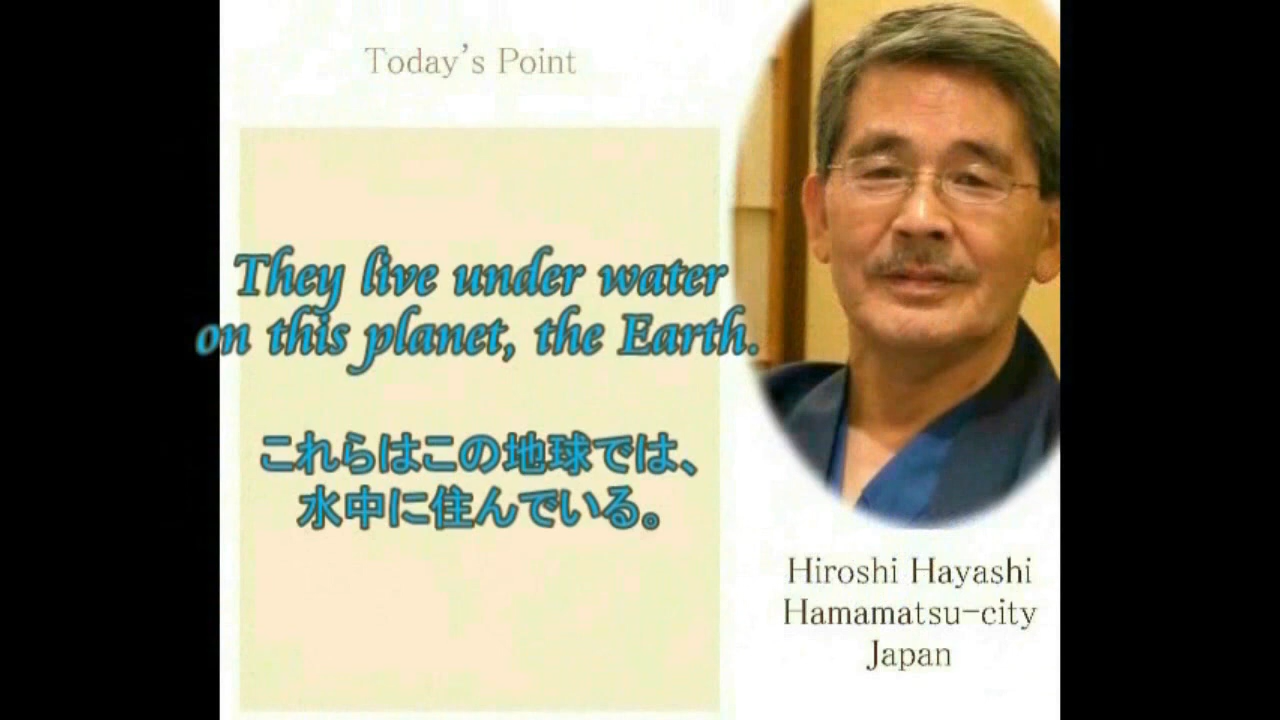 Today's Point
They live under water
on this planet, the Earth.
これらはこの地球では、
水中に住んでいる。
Hiroshi Hayashi
Hamamatsu-city
Japan